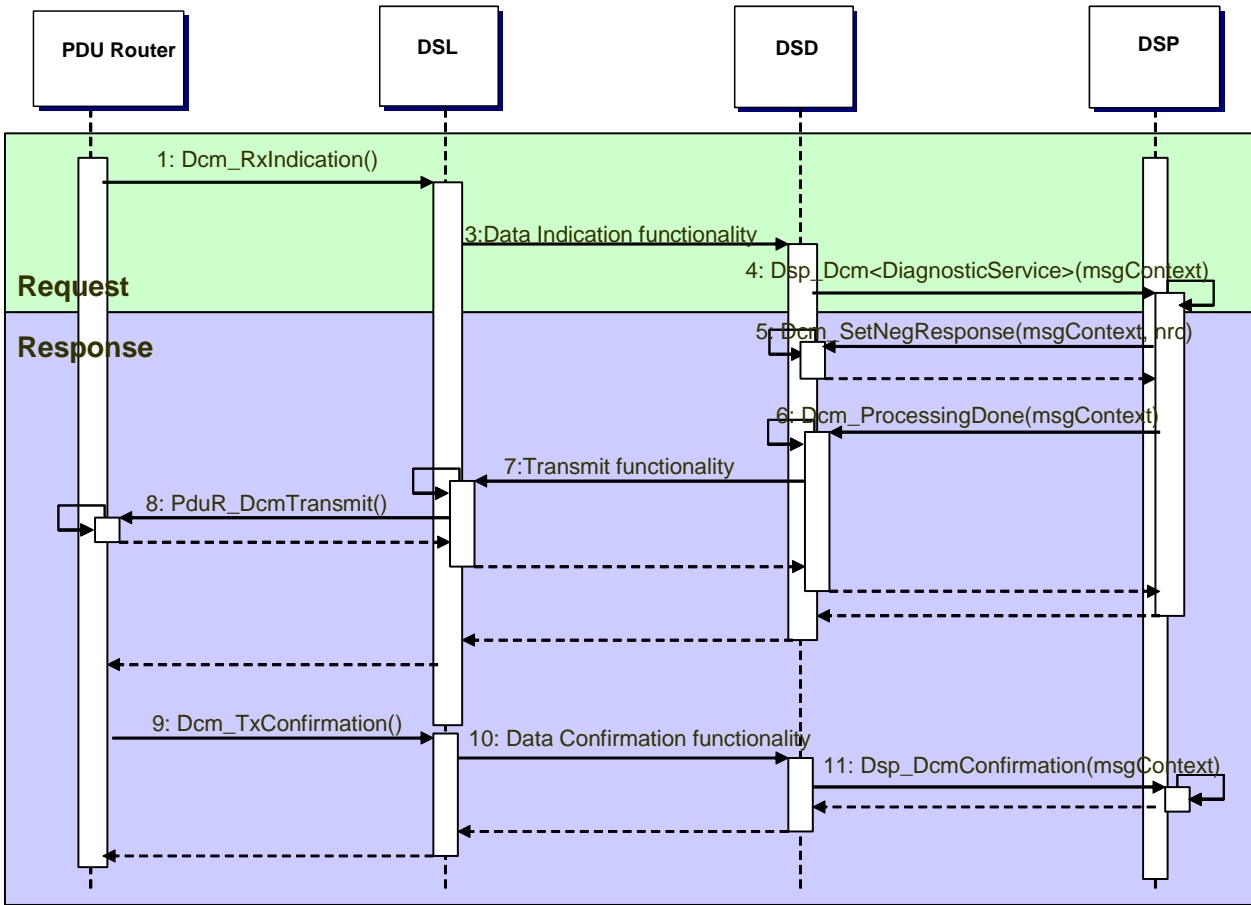 PDU Router
DSL
DSD
DSP
1: Dcm_RxIndication()
3:Data Indication functionality
4: Dsp_Dcm<DiagnosticService>(msgContext)
Request
Response
5: Dcm_SetNegResponse(msgContext, nrc)
6: Dcm_ProcessingDone(msgContext)
7:Transmit functionality
8: PduR_DcmTransmit()
9: Dcm_TxConfirmation()
10: Data Confirmation functionality
11: Dsp_DcmConfirmation(msgContext)